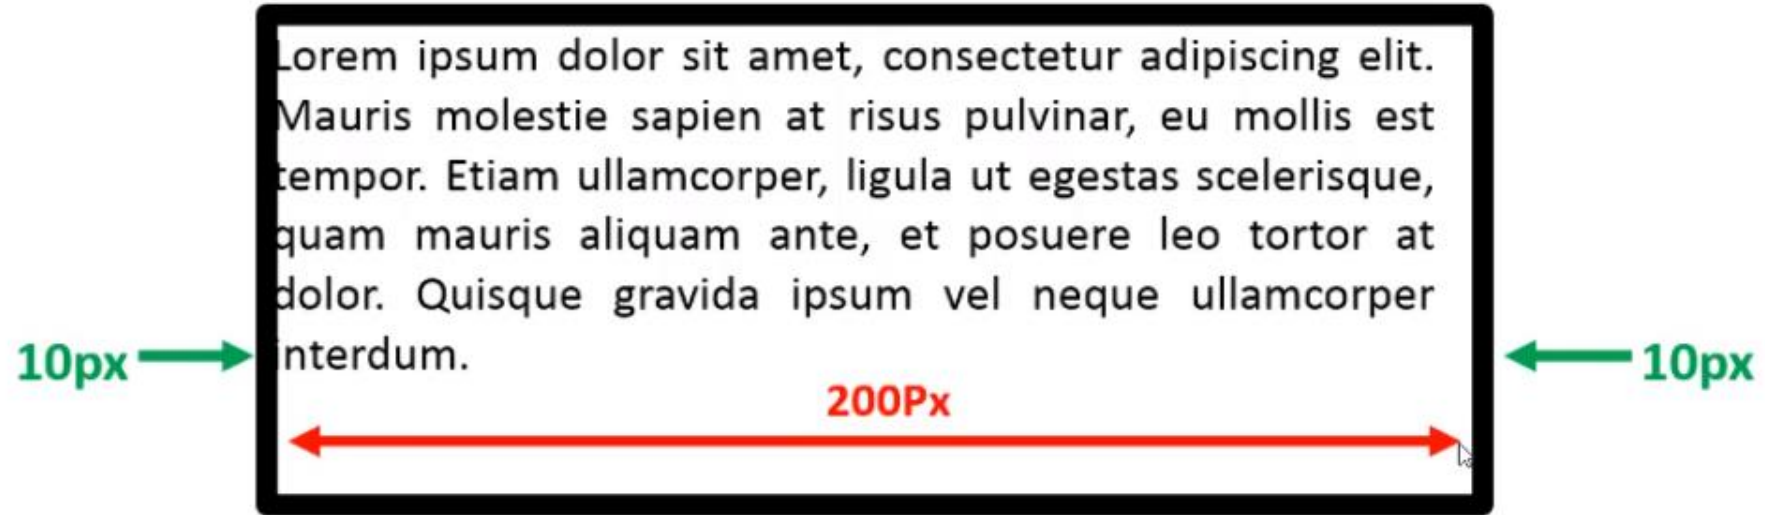 Lorem ipsum dolor sit amet, consectetur adipiscing elit.
Mauris molestie sapien at risus pulvinar, eu mollis est
tempor. Etiam ullamcorper, ligula ut egestas scelerisque,
quam mauris aliquam ante, et posuere leo tortor at
dolor. Quisque gravida ipsum vel neque ullamcorper
interdum.
10px
10px
200Px